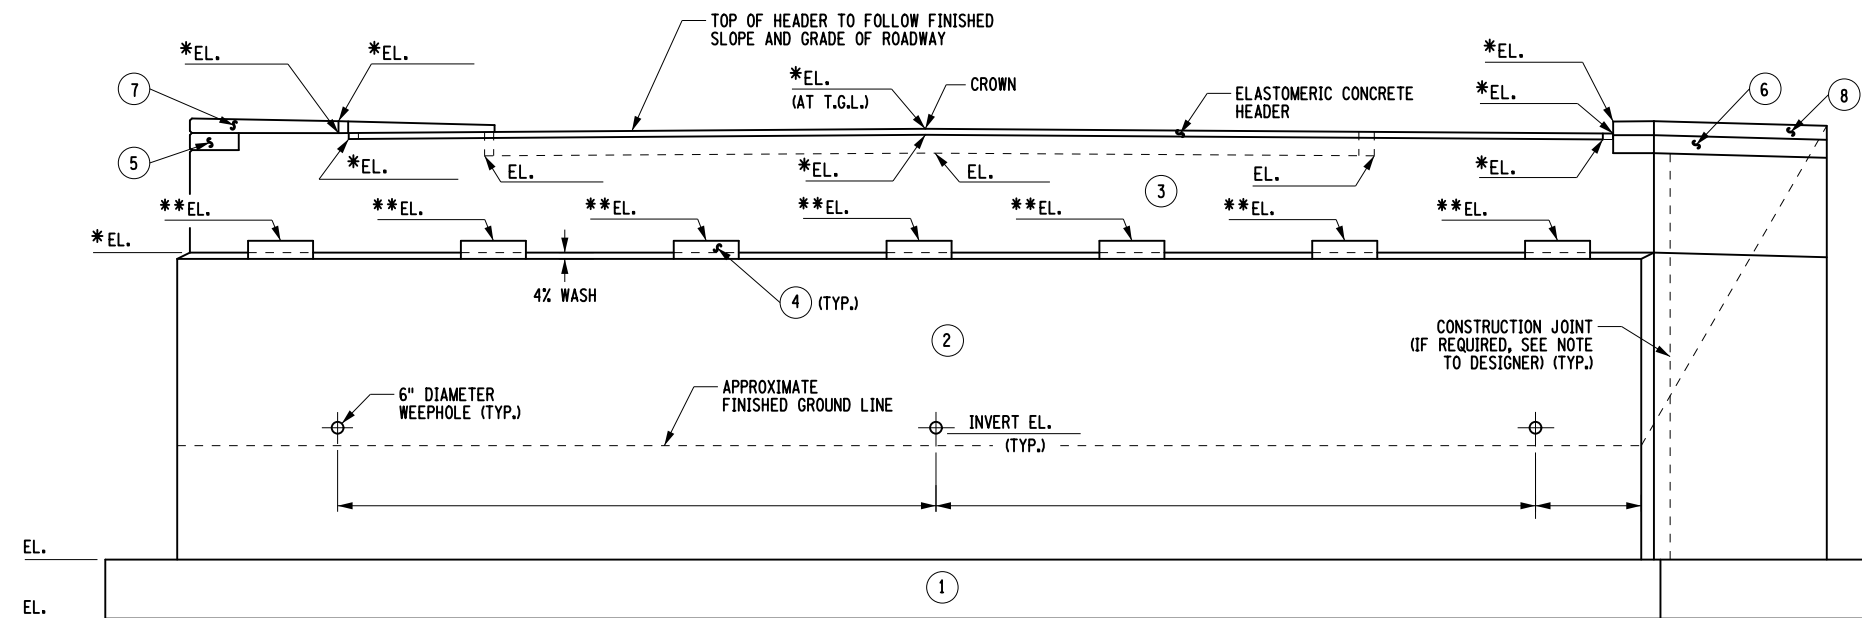 TOP OF HEADER TO FOLLOW FINISHED
SLOPE AND GRADE OF ROADWAY
*EL.
*EL.
*EL.
(AT T.G.L.)
CROWN
ELASTOMERIC CONCRETE
HEADER
*EL.
*EL.
7
6
8
5
*EL.
EL.
*EL.
EL.
EL.
*EL.
3
**EL.
**EL.
**EL.
**EL.
**EL.
**EL.
**EL.
*EL.
4% WASH
4 (TYP.)
2
CONSTRUCTION JOINT
(IF REQUIRED, SEE NOTE
TO DESIGNER) (TYP.)
6" DIAMETER
WEEPHOLE (TYP.)
APPROXIMATE
FINISHED GROUND LINE
INVERT EL.
(TYP.)
EL.
1
EL.